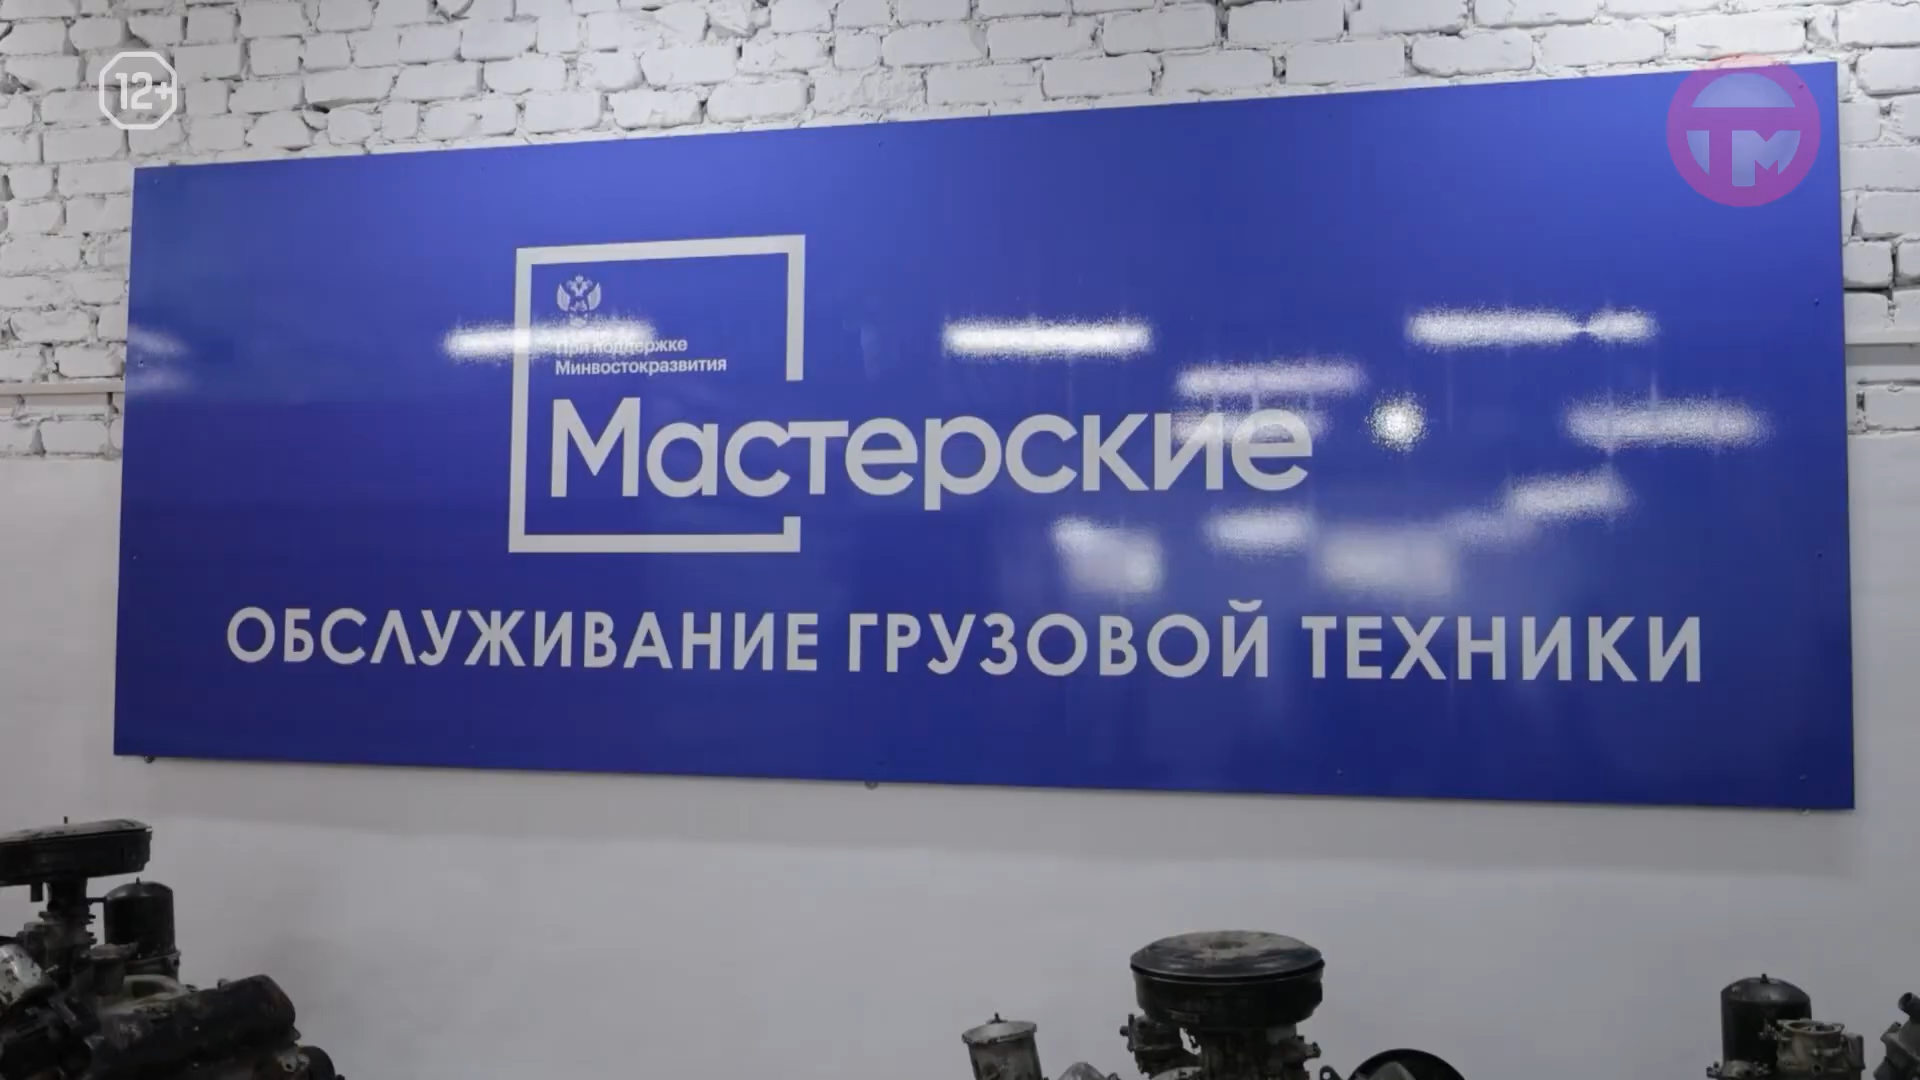 12+
ТМ
При поддержке
Минвостокразвития
Мастерские
ОБСЛУЖИВАНИЕ ГРУЗОВОЙ ТЕХНИКИ